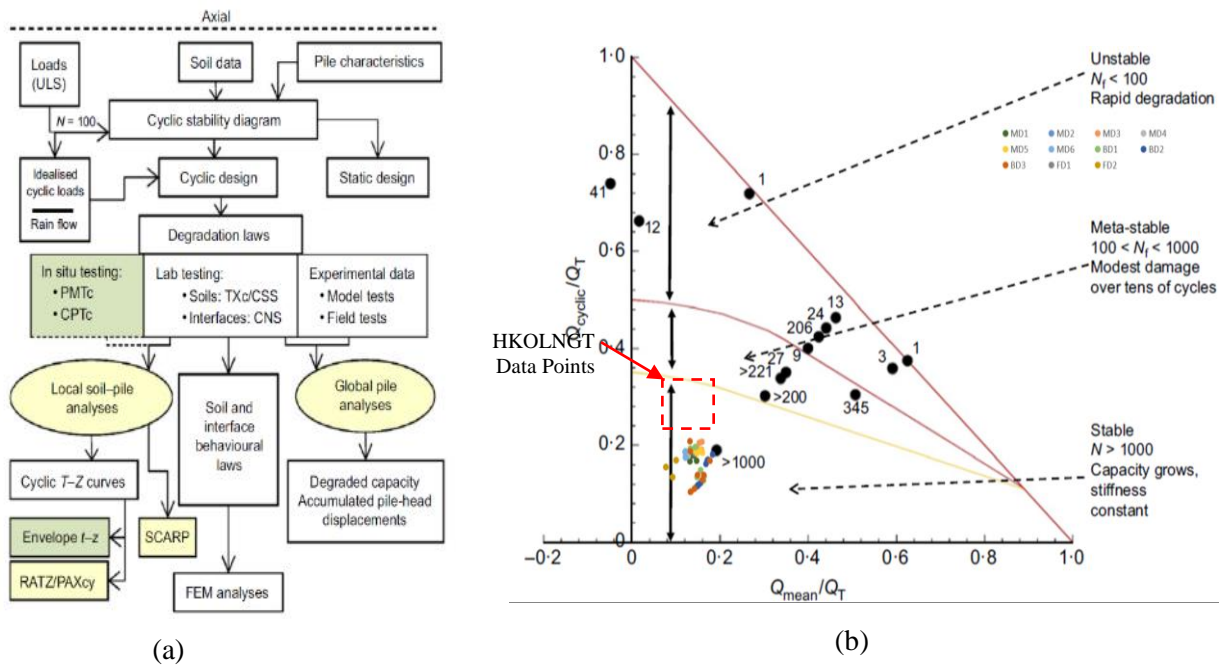 Axial
Loads
(ULS)
Soil data
Pile characteristics
N = 100
Cyclic stability diagram
Idealised
cyclic loads
Rain flow
Cyclic design
Static design
Degradation laws
In situ testing:
• PMTc
• CPTc
Lab testing:
• Soils: TXc/CSS
• Interfaces: CNS
Experimental data
• Model tests
• Field tests
Local soil–pile
analyses
Soil and
interface
behavioural
laws
Global pile
analyses
Cyclic T–Z curves
Degraded capacity
Accumulated pile-head
displacements
Envelope t–z
SCARP
RATZ/PAXcy
FEM analyses
(a)
Qcyclic/QT
1·0
0·8
0·6
0·4
0·2
0
–0·2
0
0·2
0·4
0·6
0·8
1·0
Qmean/QT
41
12
1
13
24
206
9
27
>221
>200
3
1
345
>1000
HKOLNGT
Data Points
Unstable
Nf < 100
Rapid degradation
MD1 MD2 MD3 MD4
MD5 MD6 BD1 BD2
BD3 FD1 FD2
Meta-stable
100 < Nf < 1000
Modest damage
over tens of cycles
Stable
N > 1000
Capacity grows,
stiffness
constant
(b)